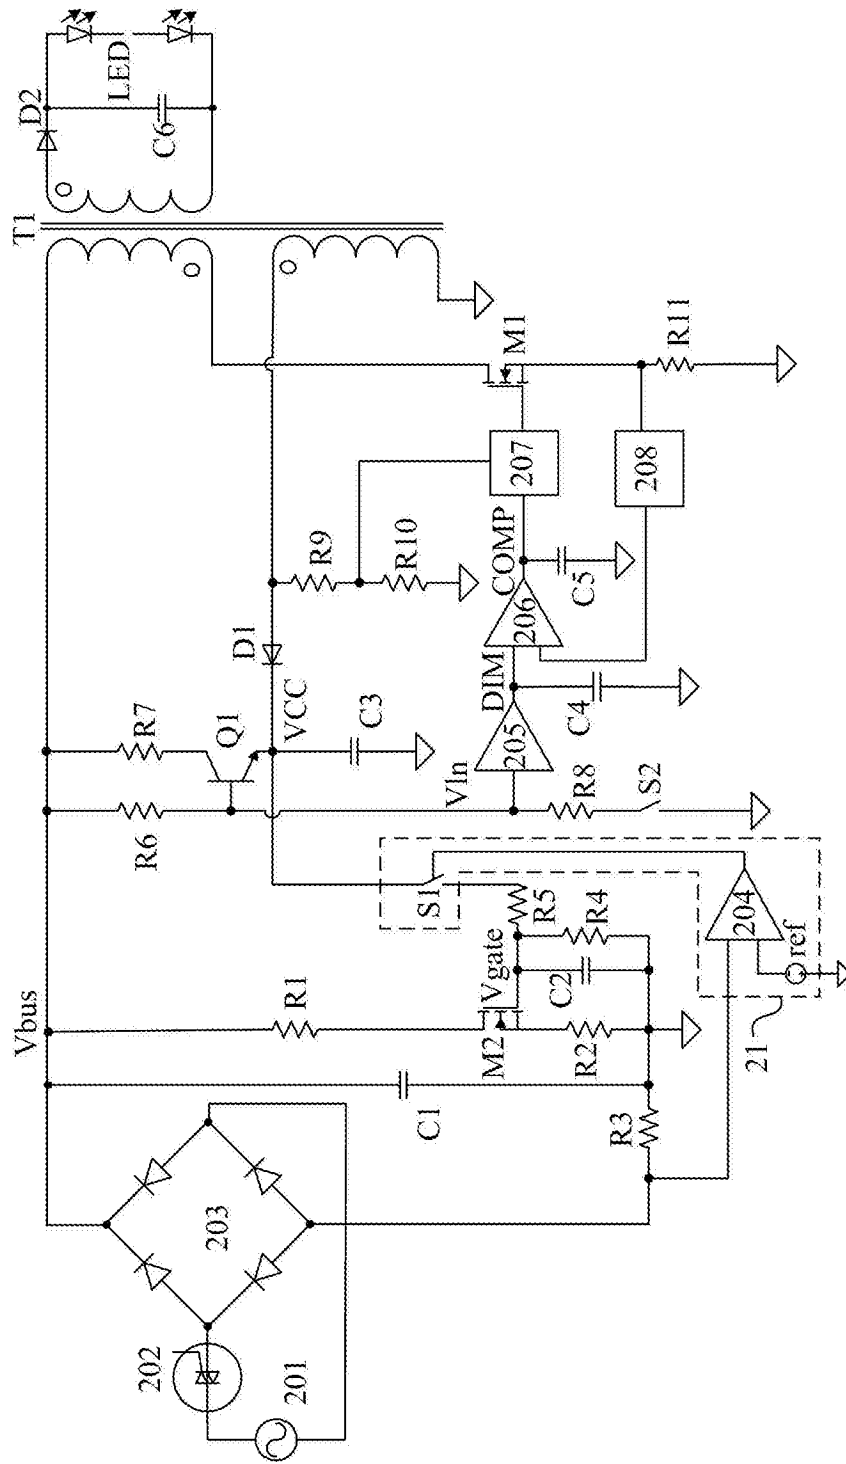 201
202
203
Vbus
C1
R1
M2
Vgate
R2
C2
R4
R5
R3
21
ref
204
S1
S2
R6
R7
Q1
VCC
C3
D1
R8
Vln
205
DIM
C4
206
COMP
C5
R9
R10
207
208
M1
R11
T1
D2
C6
LED